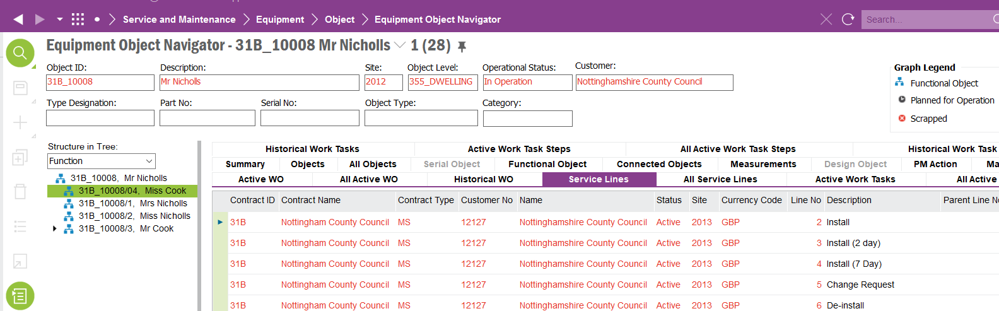 Service and Maintenance Equipment Object Equipment Object Navigator Search...
Equipment Object Navigator - 31B_10008 Mr Nicholls 1 (28)
Object ID: Description: Site: Object Level: Operational Status: Customer:
31B_10008 Mr Nicholls 2012 355_DWELLING In Operation Nottinghamshire County Council
Type Designation: Part No: Serial No: Object Type: Category:
Graph Legend
Functional Object
Planned for Operation
Scrapped
Structure in Tree:
Function
31B_10008, Mr Nicholls
31B_10008/04, Miss Cook
31B_10008/1, Mrs Nicholls
31B_10008/2, Miss Nicholls
31B_10008/3, Mr Cook
Historical Work Tasks Active Work Task Steps All Active Work Task Steps Historical Work Task
Summary Objects All Objects Serial Object Functional Object Connected Objects Measurements Design Object PM Action Ma
Active WO All Active WO Historical WO Service Lines All Service Lines Active Work Tasks All Active
Contract ID Contract Name Contract Type Customer No Name Status Site Currency Code Line No Description Parent Line No
31B Nottingham County Council MS 12127 Nottinghamshire County Council Active 2013 GBP 2 Install
31B Nottingham County Council MS 12127 Nottinghamshire County Council Active 2013 GBP 3 Install (2 day)
31B Nottingham County Council MS 12127 Nottinghamshire County Council Active 2013 GBP 4 Install (7 Day)
31B Nottingham County Council MS 12127 Nottinghamshire County Council Active 2013 GBP 5 Change Request
31B Nottingham County Council MS 12127 Nottinghamshire County Council Active 2013 GBP 6 De-install